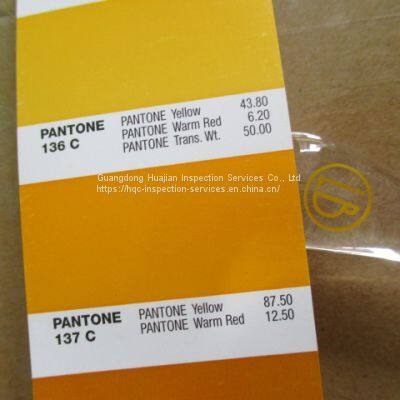 PANTONE
136 C
PANTONE Yellow 43.80
PANTONE Warm Red 6.20
PANTONE Trans. Wt. 50.00
Guangdong Huajian Inspection Services Co., Ltd
https://hqc-inspection-services.en.china.cn/
PANTONE
137 C
PANTONE Yellow 87.50
PANTONE Warm Red 12.50